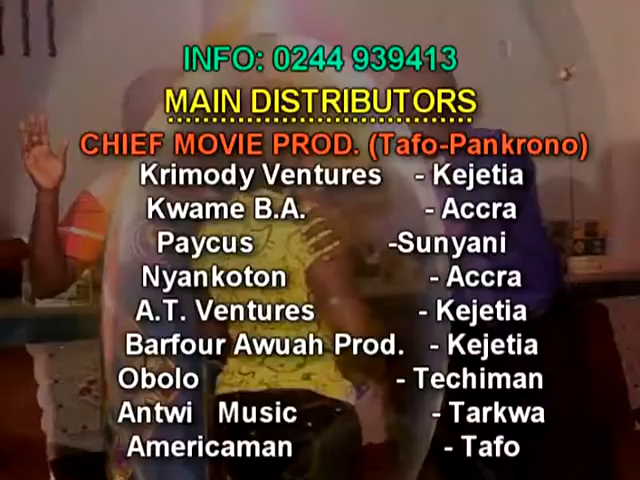 INFO: 0244 939413
MAIN DISTRIBUTORS
CHIEF MOVIE PROD. (Tafo-Pankrono)
Krimody Ventures - Kejetia
Kwame B.A. - Accra
Paycus -Sunyani
Nyankoton - Accra
A.T. Ventures - Kejetia
Barfour Awuah Prod. - Kejetia
Obolo - Techiman
Antwi Music - Tarkwa
Americaman - Tafo